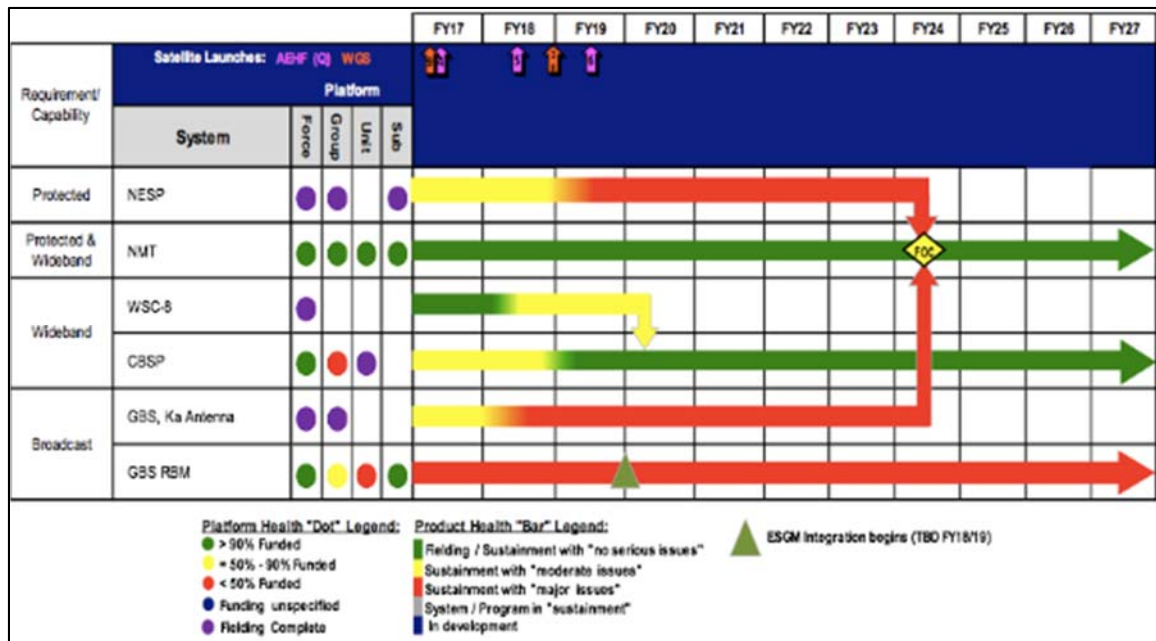 FY17 FY18 FY19 FY20 FY21 FY22 FY23 FY24 FY25 FY26 FY27
Satellite Launches: AEHF (Q) WGS
5 6
Requirement/
Capability
Platform
System Force Group Unit Sub
Protected NESP
Protected &
Wideband
NMT
FOC
Wideband
WSC-6
CBSP
Broadcast
GBS, Ka Antenna
GBS RBM
Platform Health "Dot" Legend:
> 90% Funded
= 50% - 90% Funded
< 50% Funded
Funding unspecified
Fielding Complete
Product Health "Bar" Legend:
Fielding / Sustainment with "no serious issues"
Sustainment with "moderate issues"
Sustainment with "major issues"
System / Program in "sustainment"
In development
ESGM Integration begins (TBD FY18/19)